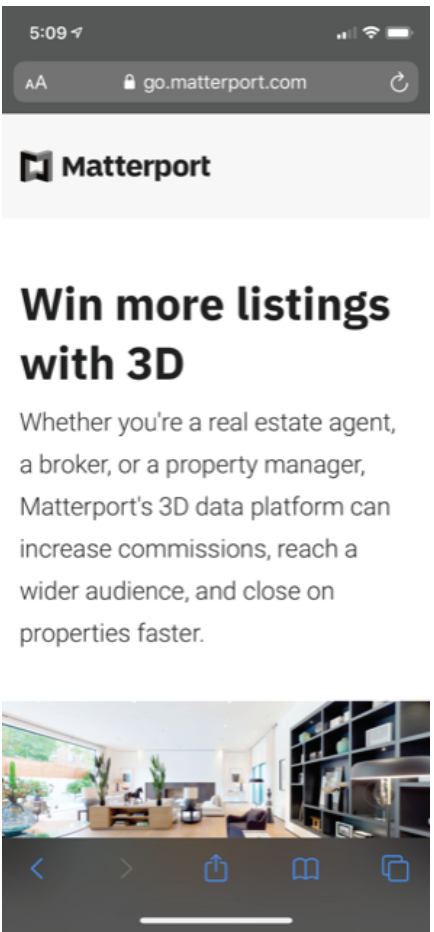 5:09
AA go.matterport.com
Matterport
Win more listings
with 3D
Whether you're a real estate agent,
a broker, or a property manager,
Matterport's 3D data platform can
increase commissions, reach a
wider audience, and close on
properties faster.